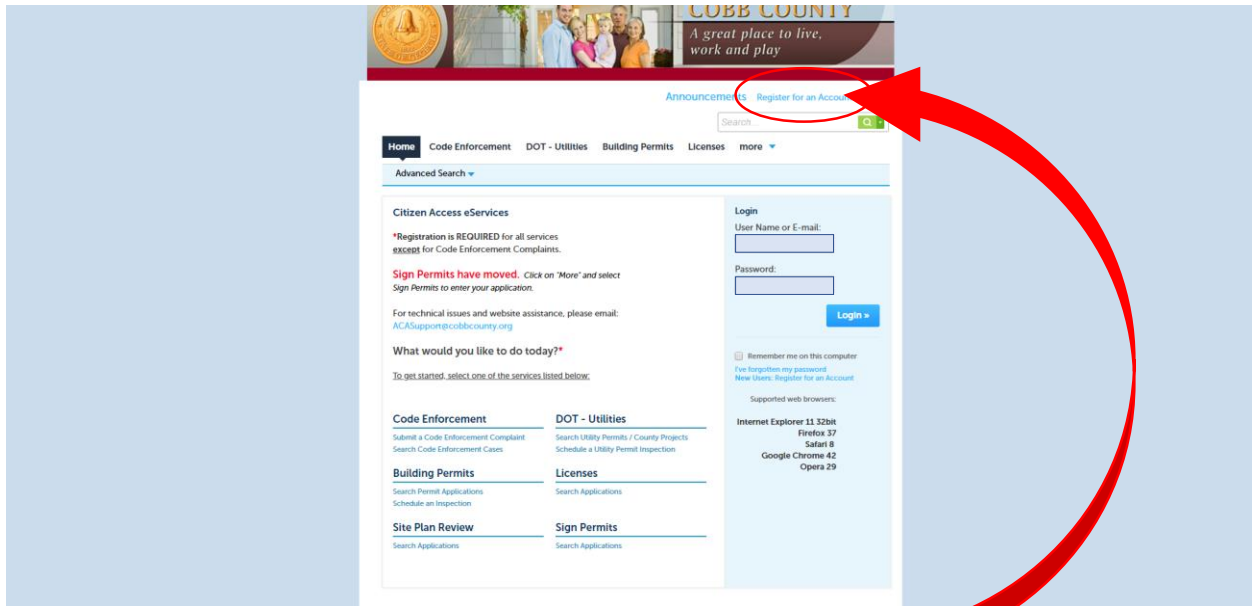 COBB COUNTY
A great place to live,
work and play
Announcements Register for an Account
Search...
Home Code Enforcement DOT - Utilities Building Permits Licenses more
Advanced Search
Citizen Access eServices
*Registration is REQUIRED for all services
except for Code Enforcement Complaints.
Sign Permits have moved. Click on "More" and select
Sign Permits to enter your application.
For technical issues and website assistance, please email:
ACASupport@cobbcounty.org
What would you like to do today?*
To get started, select one of the services listed below:
Code Enforcement
Submit a Code Enforcement Complaint
Search Code Enforcement Cases
DOT - Utilities
Search Utility Permits / County Projects
Schedule a Utility Permit Inspection
Building Permits
Search Permit Applications
Schedule an Inspection
Licenses
Search Applications
Site Plan Review
Search Applications
Sign Permits
Search Applications
Login
User Name or E-mail:
Password:
Login »
Remember me on this computer
I've forgotten my password
New Users: Register for an Account
Supported web browsers:
Internet Explorer 11 32bit
Firefox 37
Safari 8
Google Chrome 42
Opera 29